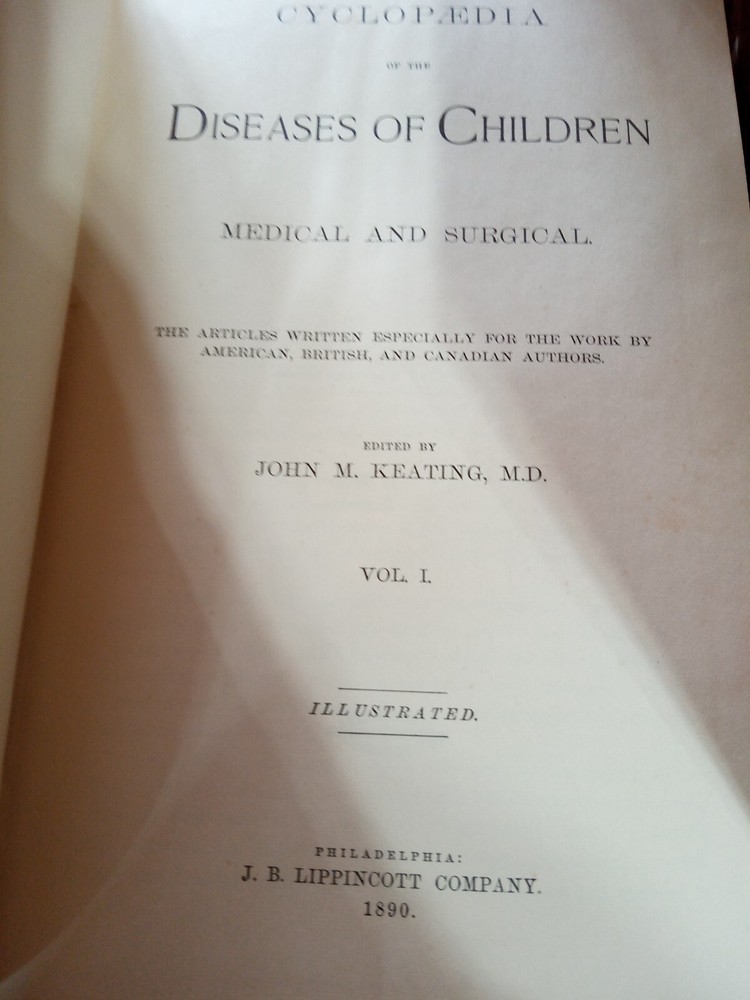 CYCLOPÆDIA
OF THE
DISEASES OF CHILDREN
MEDICAL AND SURGICAL.
THE ARTICLES WRITTEN ESPECIALLY FOR THE WORK BY
AMERICAN, BRITISH, AND CANADIAN AUTHORS.
EDITED BY
JOHN M. KEATING, M.D.
VOL. I.
ILLUSTRATED.
PHILADELPHIA:
J. B. LIPPINCOTT COMPANY.
1890.